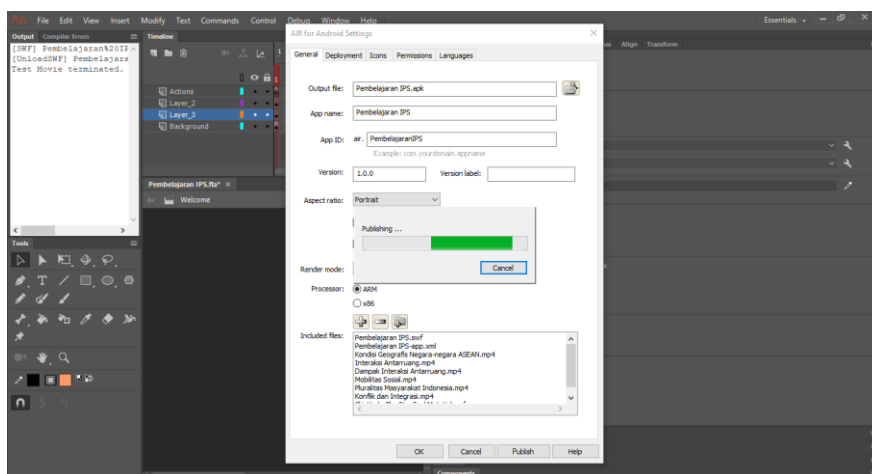 An File Edit View Insert Modify Text Commands Control Debug Window Help
Essentials
Output Compiler Errors
[SWF] Pembelajaran%20IP
[UnloadSWF] Pembelajara
Test Movie terminated.
Timeline
1
Actions
Layer_2
Layer_3
Background
Pembelajaran IPS.fla*
Welcome
Tools
AIR for Android Settings
General Deployment Icons Permissions Languages
Output file: Pembelajaran IPS.apk
App name: Pembelajaran IPS
App ID: air. PembelajaranIPS
Example: com.yourdomain.appname
Version: 1.0.0 Version label:
Aspect ratio: Portrait
Publishing ...
Cancel
Render mode:
Processor: ARM
x86
Included files: Pembelajaran IPS.swf
Pembelajaran IPS-app.xml
Kondisi Geografis Negara-negara ASEAN.mp4
Interaksi Antarruang.mp4
Dampak Interaksi Antarruang.mp4
Mobilitas Sosial.mp4
Pluralitas Masyarakat Indonesia.mp4
Konflik dan Integrasi.mp4
OK Cancel Publish Help
Align Transform
Components